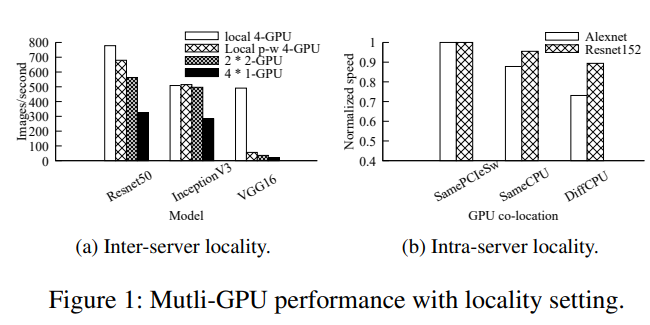 local 4-GPU
Local p-w 4-GPU
2 * 2-GPU
4 * 1-GPU
Images/second
800
700
600
500
400
300
200
100
0
Resnet50
InceptionV3
VGG16
Model
(a) Inter-server locality.
Alexnet
Resnet152
Normalized speed
1
0.9
0.8
0.7
0.6
0.5
0.4
SamePCIeSw
SameCPU
DiffCPU
GPU co-location
(b) Intra-server locality.
Figure 1: Mutli-GPU performance with locality setting.